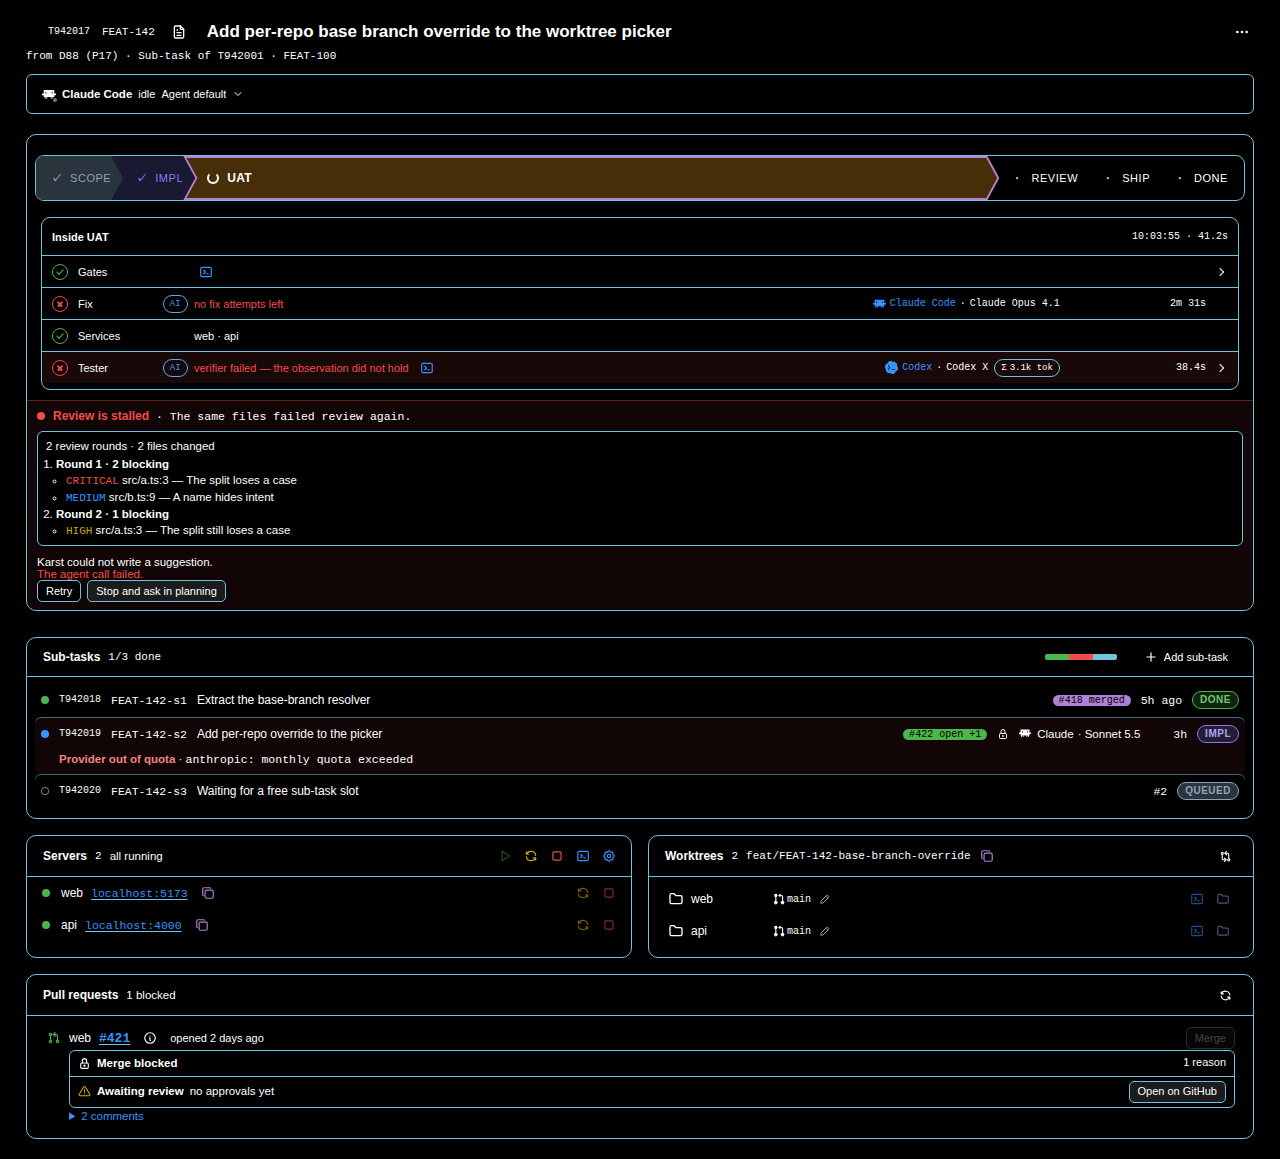 T942017 FEAT-142 Add per-repo base branch override to the worktree picker
from D88 (P17) · Sub-task of T942001 · FEAT-100
Claude Code idle Agent default
SCOPE IMPL UAT · REVIEW · SHIP · DONE
Inside UAT 10:03:55 · 41.2s
Gates
Fix AI no fix attempts left Claude Code · Claude Opus 4.1 2m 31s
Services web · api
Tester AI verifier failed — the observation did not hold Codex · Codex X Σ 3.1k tok 38.4s
Review is stalled · The same files failed review again.
2 review rounds · 2 files changed
1. Round 1 · 2 blocking
CRITICAL src/a.ts:3 — The split loses a case
MEDIUM src/b.ts:9 — A name hides intent
2. Round 2 · 1 blocking
HIGH src/a.ts:3 — The split still loses a case
Karst could not write a suggestion.
The agent call failed.
Retry Stop and ask in planning
Sub-tasks 1/3 done Add sub-task
T942018 FEAT-142-s1 Extract the base-branch resolver #418 merged 5h ago DONE
T942019 FEAT-142-s2 Add per-repo override to the picker #422 open +1 Claude · Sonnet 5.5 3h IMPL
Provider out of quota · anthropic: monthly quota exceeded
T942020 FEAT-142-s3 Waiting for a free sub-task slot #2 QUEUED
Servers 2 all running
web localhost:5173
api localhost:4000
Worktrees 2 feat/FEAT-142-base-branch-override
web main
api main
Pull requests 1 blocked
web #421 opened 2 days ago Merge
Merge blocked 1 reason
Awaiting review no approvals yet Open on GitHub
2 comments